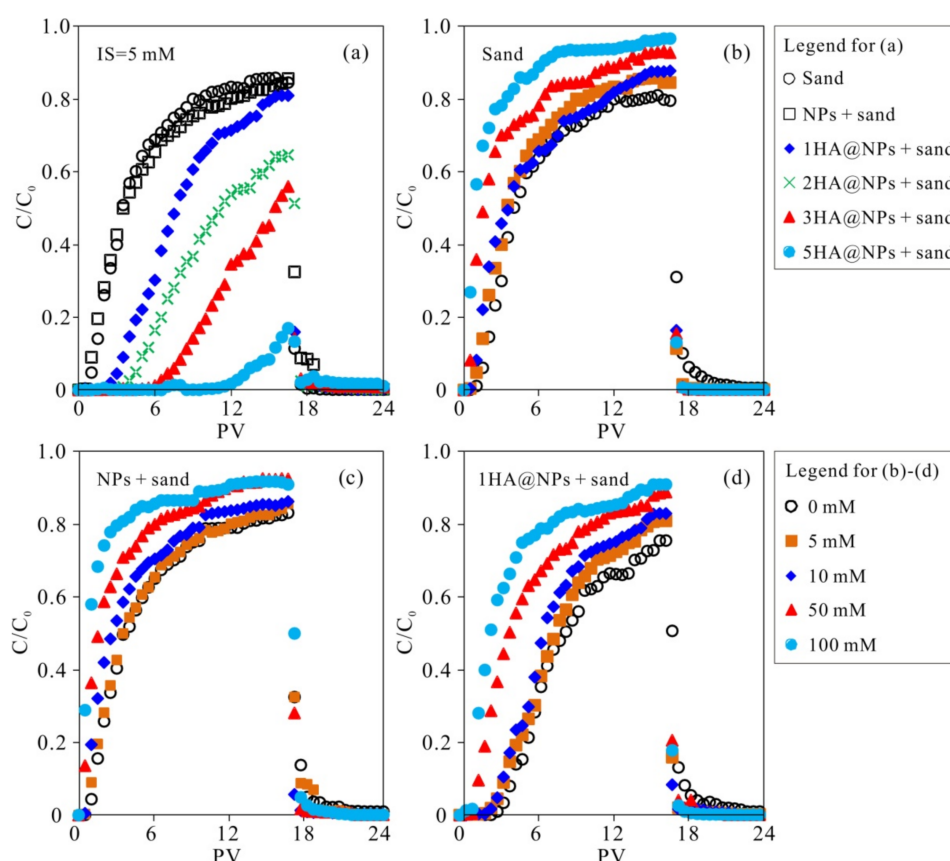 IS=5 mM
(a)
C/C₀
1.0
0.8
0.6
0.4
0.2
0
0
6
12
18
24
PV
Sand
(b)
C/C₀
1.0
0.8
0.6
0.4
0.2
0
0
6
12
18
24
PV
Legend for (a)
Sand
NPs + sand
1HA@NPs + sand
2HA@NPs + sand
3HA@NPs + sand
5HA@NPs + sand
NPs + sand
(c)
C/C₀
1.0
0.8
0.6
0.4
0.2
0
0
6
12
18
24
PV
1HA@NPs + sand
(d)
C/C₀
1.0
0.8
0.6
0.4
0.2
0
0
6
12
18
24
PV
Legend for (b)-(d)
0 mM
5 mM
10 mM
50 mM
100 mM